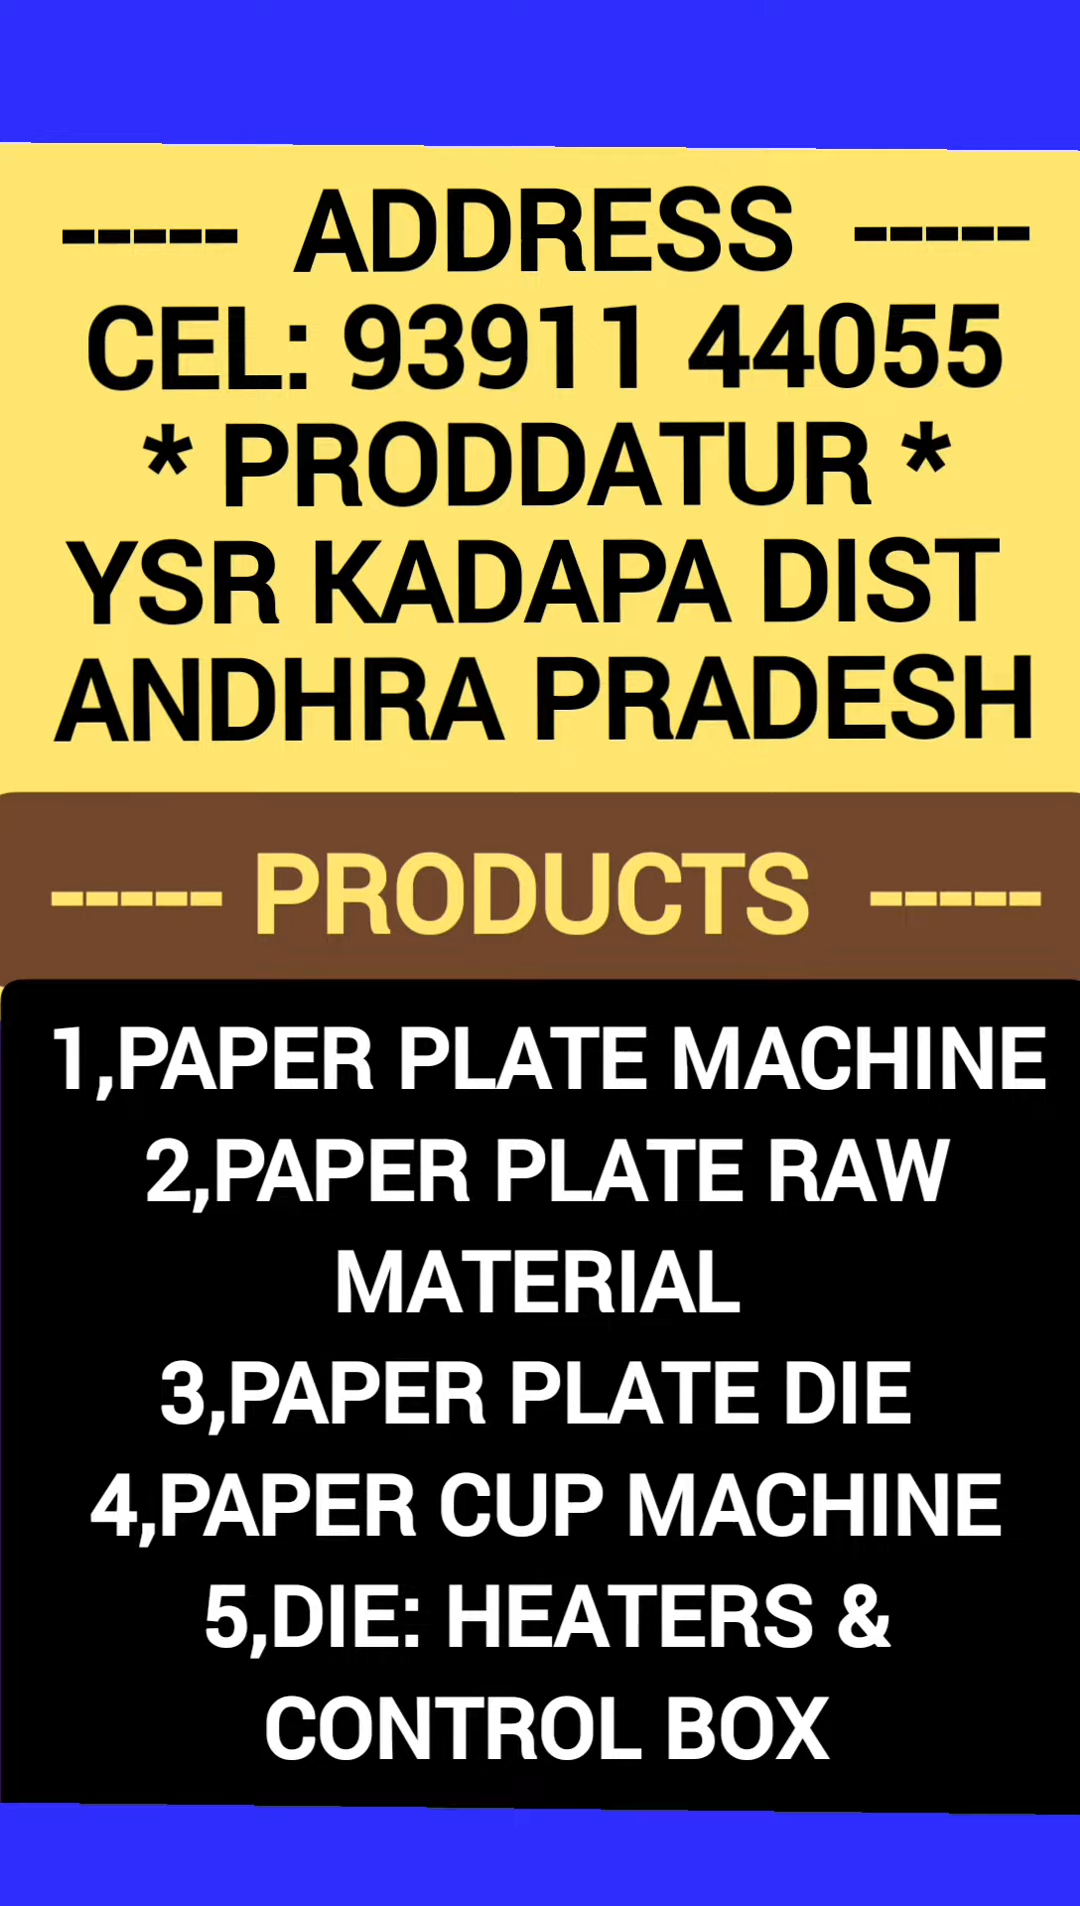 ----- ADDRESS -----
CEL: 93911 44055
* PRODDATUR *
YSR KADAPA DIST
ANDHRA PRADESH
----- PRODUCTS -----
1,PAPER PLATE MACHINE
2,PAPER PLATE RAW
MATERIAL
3,PAPER PLATE DIE
4,PAPER CUP MACHINE
5,DIE: HEATERS &
CONTROL BOX